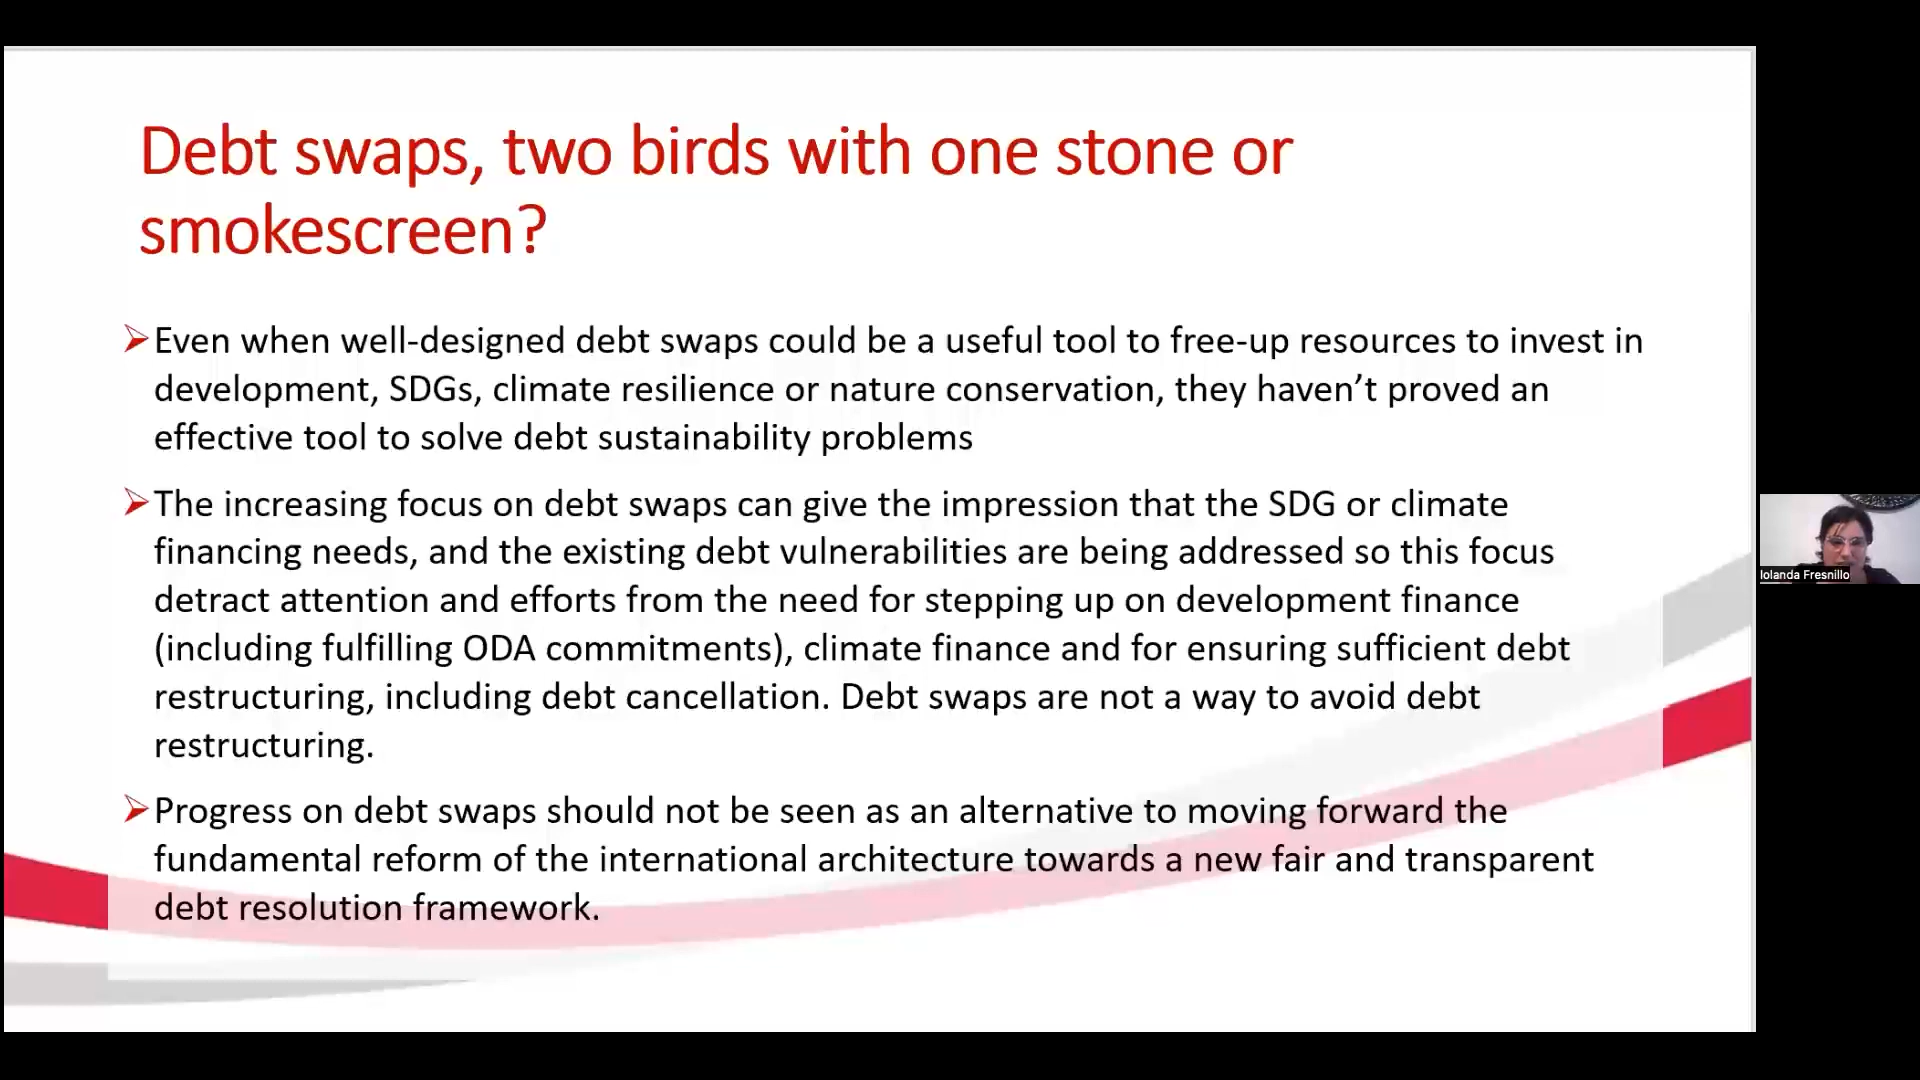 Debt swaps, two birds with one stone or
smokescreen?
Even when well-designed debt swaps could be a useful tool to free-up resources to invest in
development, SDGs, climate resilience or nature conservation, they haven’t proved an
effective tool to solve debt sustainability problems
The increasing focus on debt swaps can give the impression that the SDG or climate
financing needs, and the existing debt vulnerabilities are being addressed so this focus
detract attention and efforts from the need for stepping up on development finance
(including fulfilling ODA commitments), climate finance and for ensuring sufficient debt
restructuring, including debt cancellation. Debt swaps are not a way to avoid debt
restructuring.
Progress on debt swaps should not be seen as an alternative to moving forward the
fundamental reform of the international architecture towards a new fair and transparent
debt resolution framework.
Iolanda Fresnillo